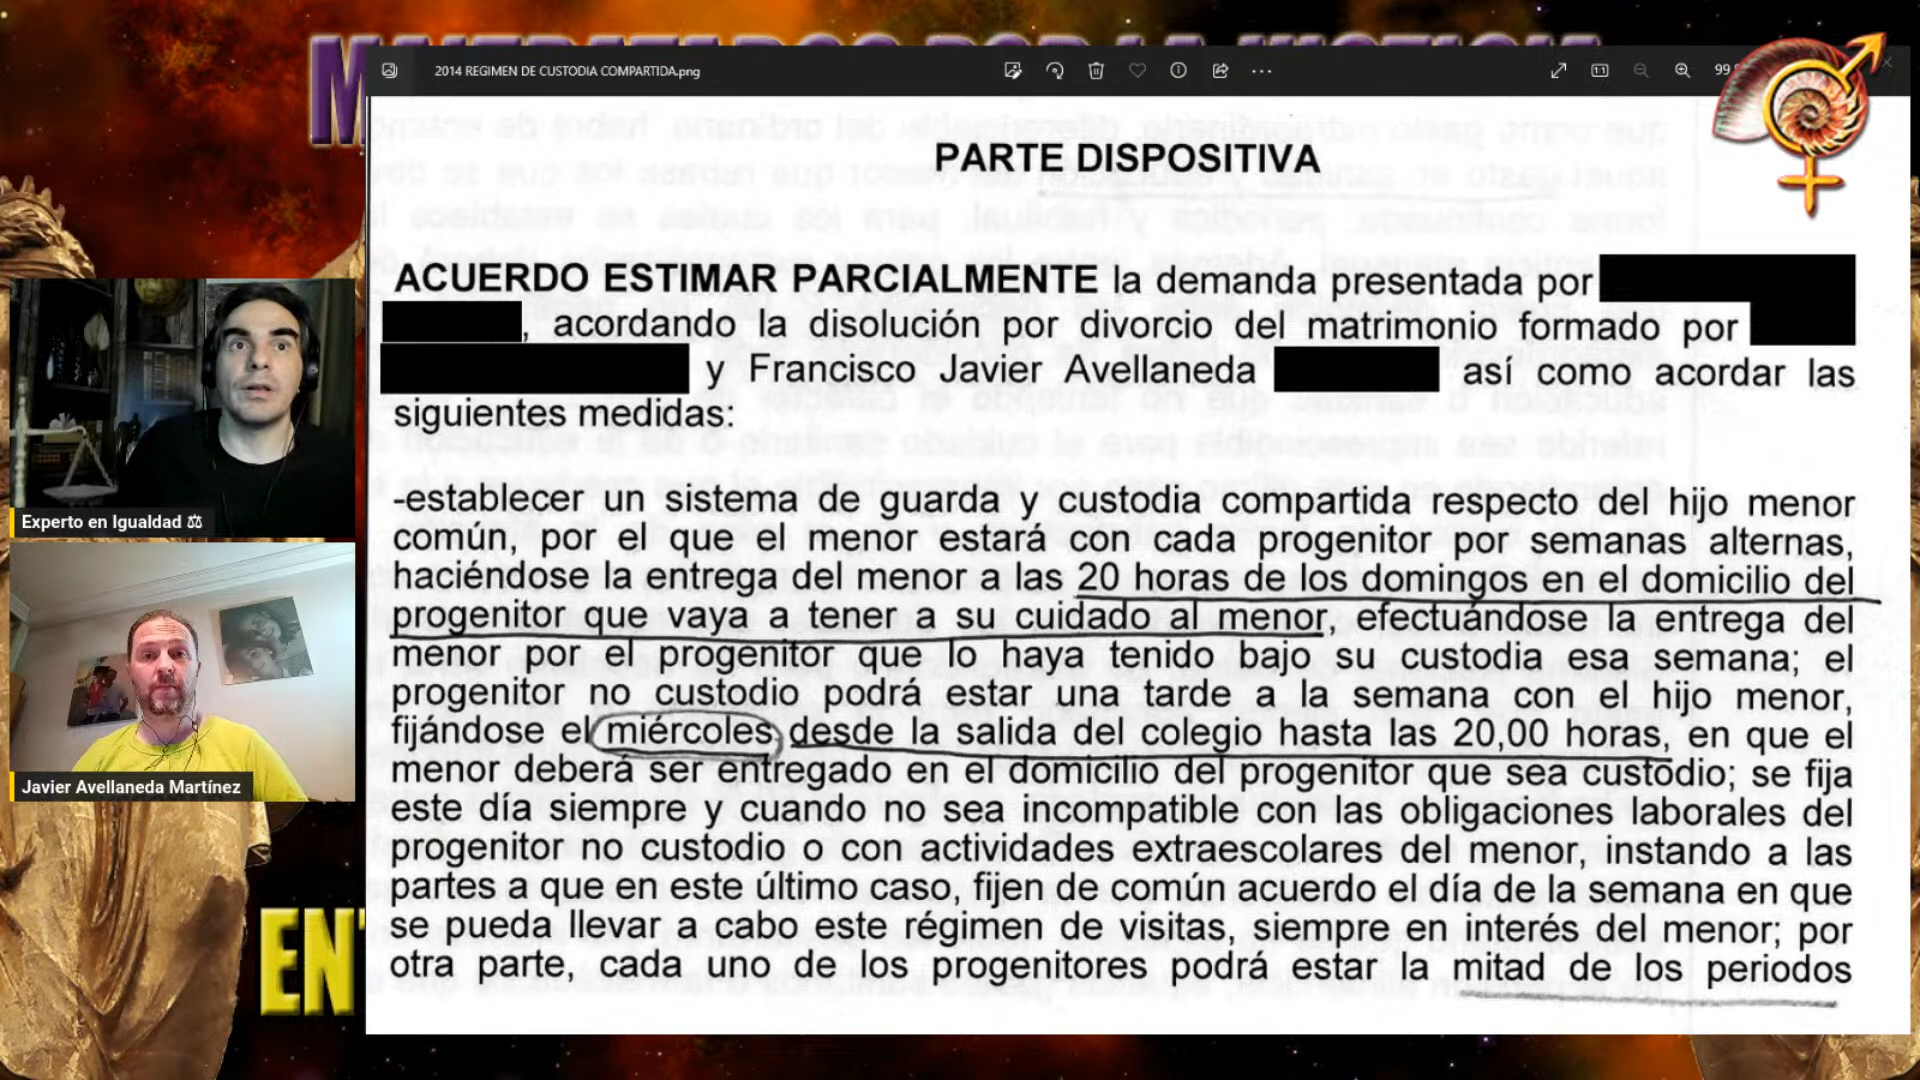 2014 REGIMEN DE CUSTODIA COMPARTIDA.png
PARTE DISPOSITIVA
ACUERDO ESTIMAR PARCIALMENTE la demanda presentada por
, acordando la disolución por divorcio del matrimonio formado por
y Francisco Javier Avellaneda así como acordar las
siguientes medidas:
-establecer un sistema de guarda y custodia compartida respecto del hijo menor
común, por el que el menor estará con cada progenitor por semanas alternas,
haciéndose la entrega del menor a las 20 horas de los domingos en el domicilio del
progenitor que vaya a tener a su cuidado al menor, efectuándose la entrega del
menor por el progenitor que lo haya tenido bajo su custodia esa semana; el
progenitor no custodio podrá estar una tarde a la semana con el hijo menor,
fijándose el miércoles desde la salida del colegio hasta las 20,00 horas, en que el
menor deberá ser entregado en el domicilio del progenitor que sea custodio; se fija
este día siempre y cuando no sea incompatible con las obligaciones laborales del
progenitor no custodio o con actividades extraescolares del menor, instando a las
partes a que en este último caso, fijen de común acuerdo el día de la semana en que
se pueda llevar a cabo este régimen de visitas, siempre en interés del menor; por
otra parte, cada uno de los progenitores podrá estar la mitad de los periodos
Experto en Igualdad ⚖
Javier Avellaneda Martínez